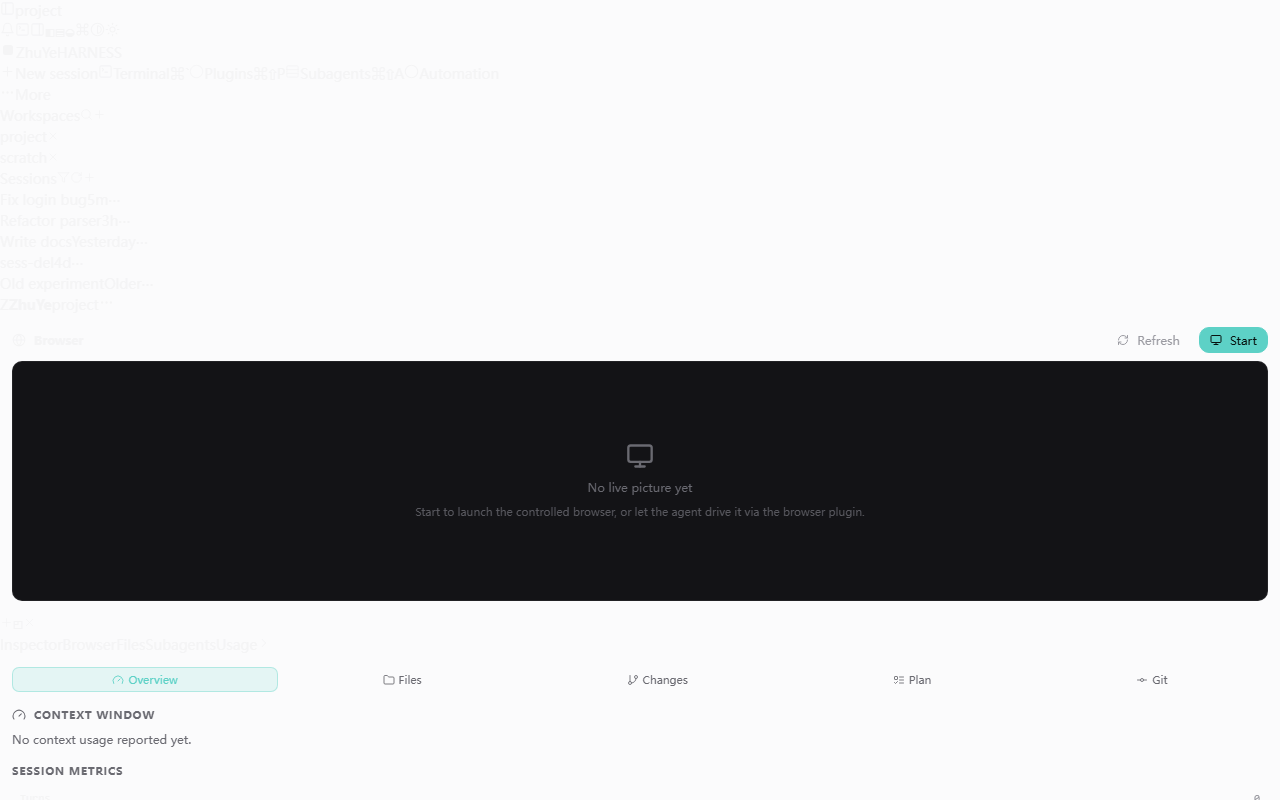 project
ZhuYeHARNESS
New session Terminal Plugins Subagents Automation
More
Workspaces
project
scratch
Sessions
Fix login bug5m
Refactor parser3h
Write docsYesterday
sess-del4d
Old experimentOlder
ZZhuYeproject
Browser
Refresh
Start
No live picture yet
Start to launch the controlled browser, or let the agent drive it via the browser plugin.
InspectorBrowserFilesSubagentsUsage
Overview
Files
Changes
Plan
Git
CONTEXT WINDOW
No context usage reported yet.
SESSION METRICS